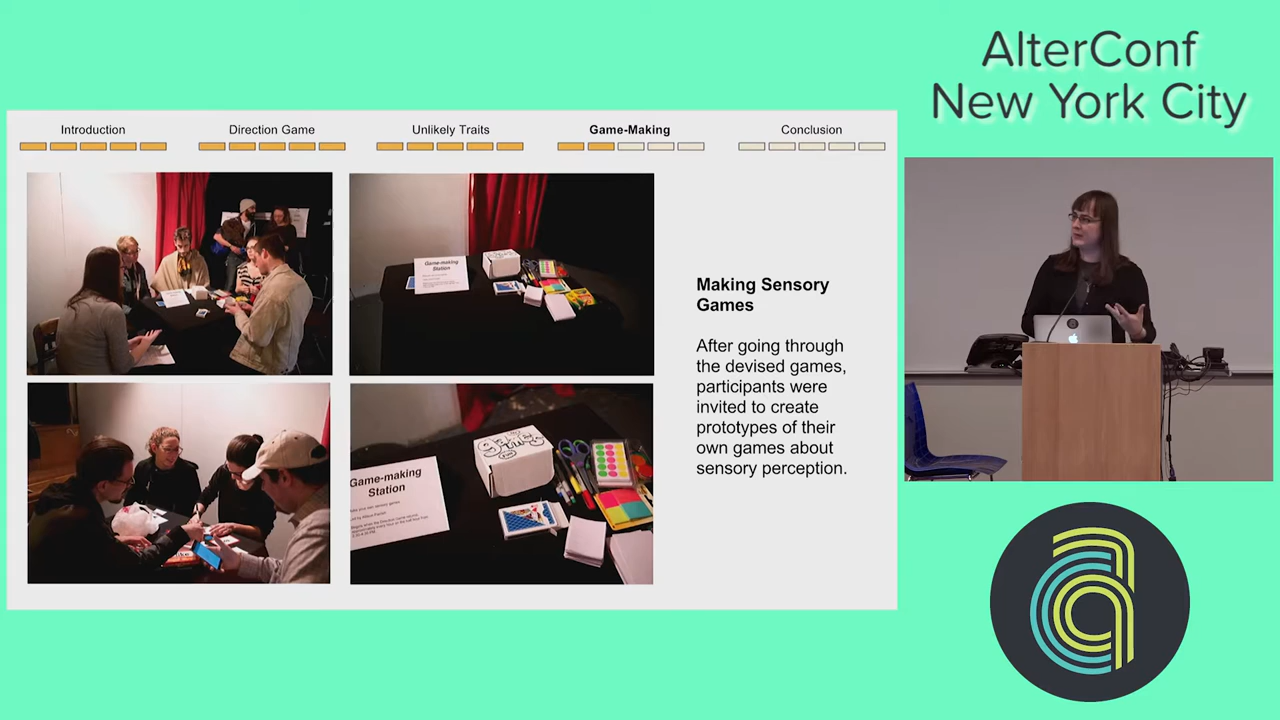 AlterConf
New York City
Introduction
Direction Game
Unlikely Traits
Game-Making
Conclusion
Game-making
Station
Game-making
Station
Making Sensory
Games
After going through
the devised games,
participants were
invited to create
prototypes of their
own games about
sensory perception.